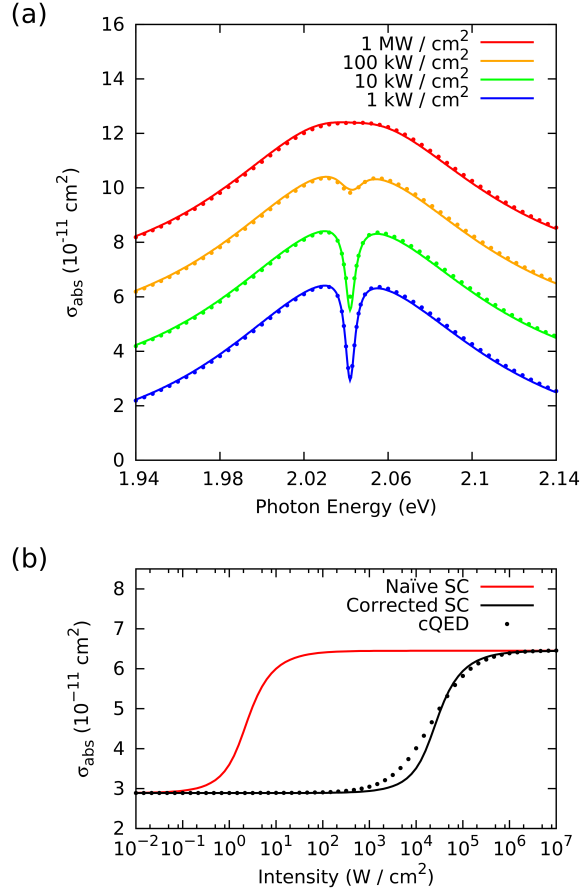 (a)
16
14
12
10
8
6
4
2
0
σabs (10⁻¹¹ cm²)
1 MW / cm²
100 kW / cm²
10 kW / cm²
1 kW / cm²
1.94 1.98 2.02 2.06 2.1 2.14
Photon Energy (eV)
(b)
8
7
6
5
4
3
2
σabs (10⁻¹¹ cm²)
Naïve SC
Corrected SC
cQED
10⁻² 10⁻¹ 10⁰ 10¹ 10² 10³ 10⁴ 10⁵ 10⁶ 10⁷
Intensity (W / cm²)